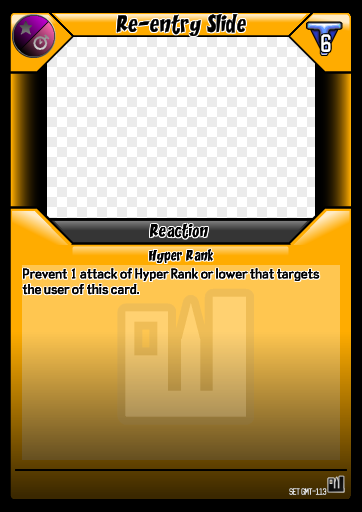 Re-entry Slide
6
Reaction
Hyper Rank
Prevent 1 attack of Hyper Rank or lower that targets
the user of this card.
SET GMT-113